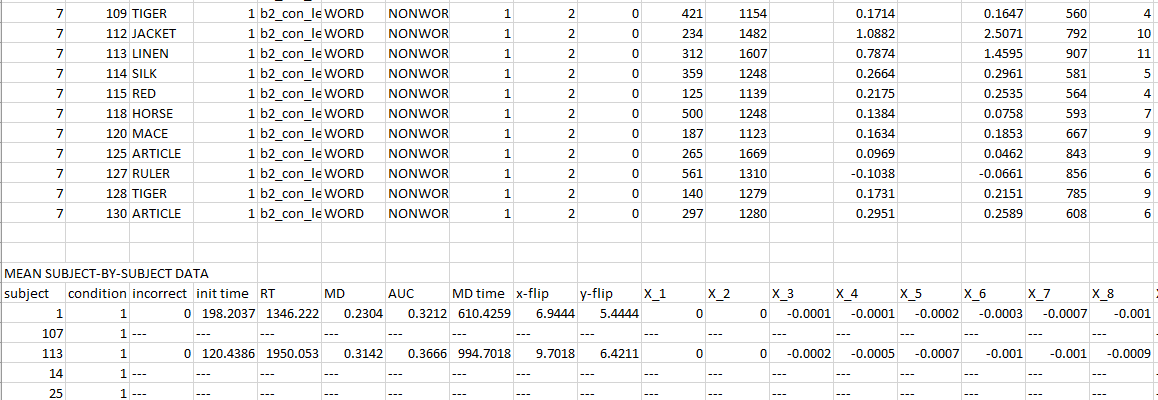 7 109 TIGER 1 b2_con_le WORD NONWOR 1 2 0 421 1154 0.1714 0.1647 560 4
7 112 JACKET 1 b2_con_le WORD NONWOR 1 2 0 234 1482 1.0882 2.5071 792 10
7 113 LINEN 1 b2_con_le WORD NONWOR 1 2 0 312 1607 0.7874 1.4595 907 11
7 114 SILK 1 b2_con_le WORD NONWOR 1 2 0 359 1248 0.2664 0.2961 581 5
7 115 RED 1 b2_con_le WORD NONWOR 1 2 0 125 1139 0.2175 0.2535 564 4
7 118 HORSE 1 b2_con_le WORD NONWOR 1 2 0 500 1248 0.1384 0.0758 593 7
7 120 MACE 1 b2_con_le WORD NONWOR 1 2 0 187 1123 0.1634 0.1853 667 9
7 125 ARTICLE 1 b2_con_le WORD NONWOR 1 2 0 265 1669 0.0969 0.0462 843 9
7 127 RULER 1 b2_con_le WORD NONWOR 1 2 0 561 1310 -0.1038 -0.0661 856 6
7 128 TIGER 1 b2_con_le WORD NONWOR 1 2 0 140 1279 0.1731 0.2151 785 9
7 130 ARTICLE 1 b2_con_le WORD NONWOR 1 2 0 297 1280 0.2951 0.2589 608 6
MEAN SUBJECT-BY-SUBJECT DATA
subject condition incorrect init time RT MD AUC MD time x-flip y-flip X_1 X_2 X_3 X_4 X_5 X_6 X_7 X_8
1 1 0 198.2037 1346.222 0.2304 0.3212 610.4259 6.9444 5.4444 0 0 -0.0001 -0.0001 -0.0002 -0.0003 -0.0007 -0.001
107 1 --- --- --- --- --- --- --- --- --- --- --- --- --- --- --- ---
113 1 0 120.4386 1950.053 0.3142 0.3666 994.7018 9.7018 6.4211 0 0 -0.0002 -0.0005 -0.0007 -0.001 -0.001 -0.0009
14 1 --- --- --- --- --- --- --- --- --- --- --- --- --- --- --- ---
25 1 --- --- --- --- --- --- --- --- --- --- --- --- --- --- --- ---